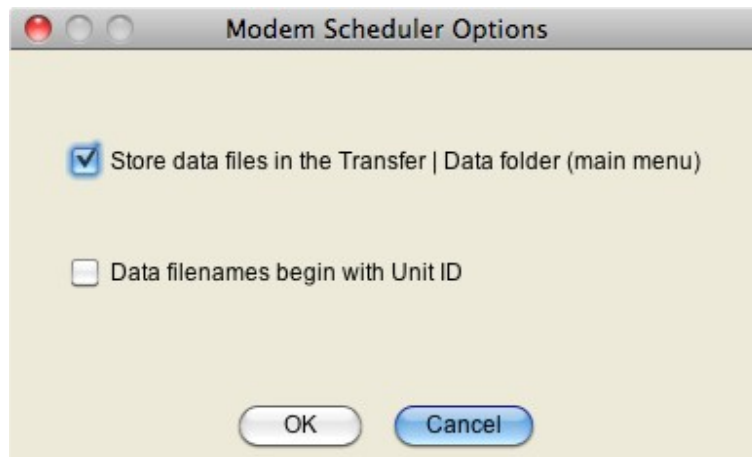 Modem Scheduler Options
Store data files in the Transfer | Data folder (main menu)
Data filenames begin with Unit ID
OK Cancel